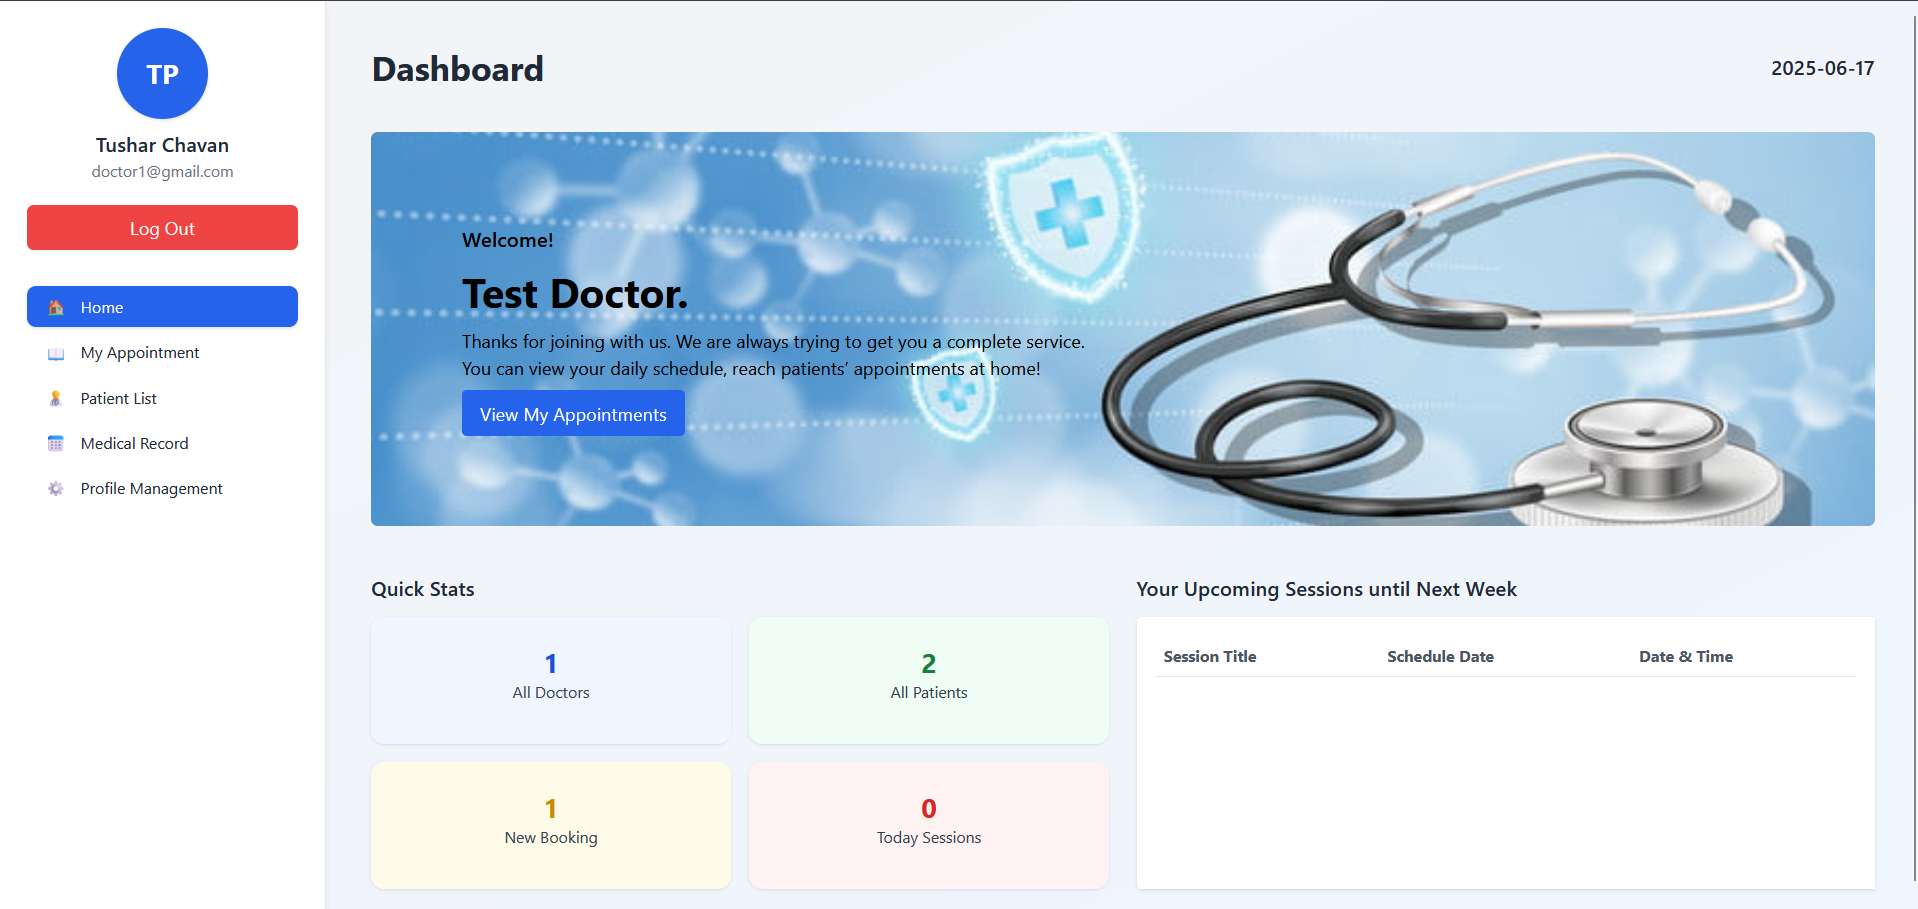 TP
Tushar Chavan
doctor1@gmail.com
Log Out
Home
My Appointment
Patient List
Medical Record
Profile Management
Dashboard
2025-06-17
Welcome!
Test Doctor.
Thanks for joining with us. We are always trying to get you a complete service.
You can view your daily schedule, reach patients’ appointments at home!
View My Appointments
Quick Stats
1
All Doctors
2
All Patients
1
New Booking
0
Today Sessions
Your Upcoming Sessions until Next Week
Session Title Schedule Date Date & Time